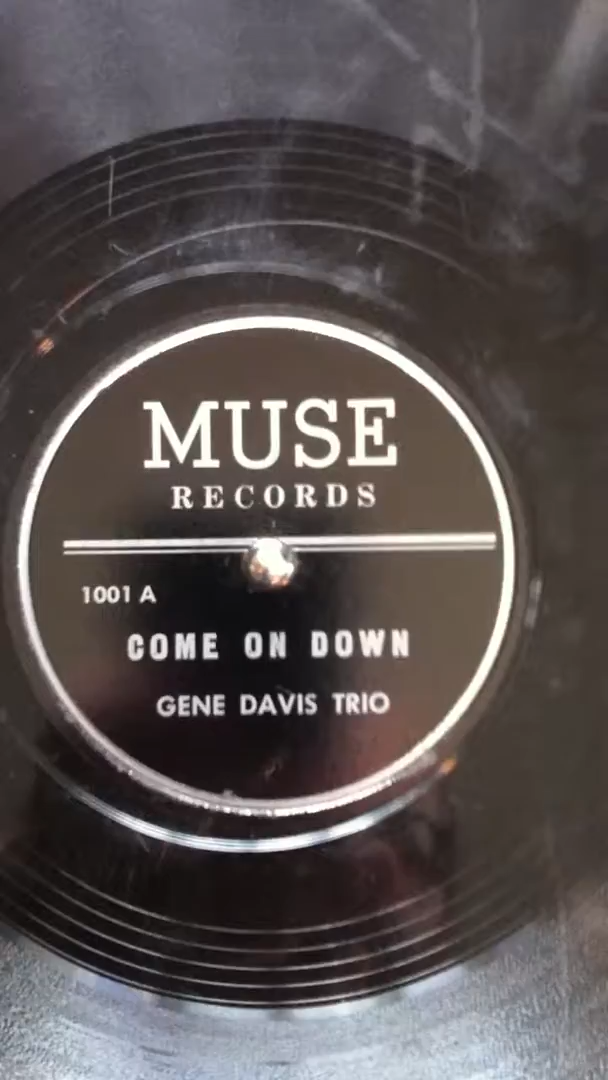 MUSE
RECORDS
1001 A
COME ON DOWN
GENE DAVIS TRIO